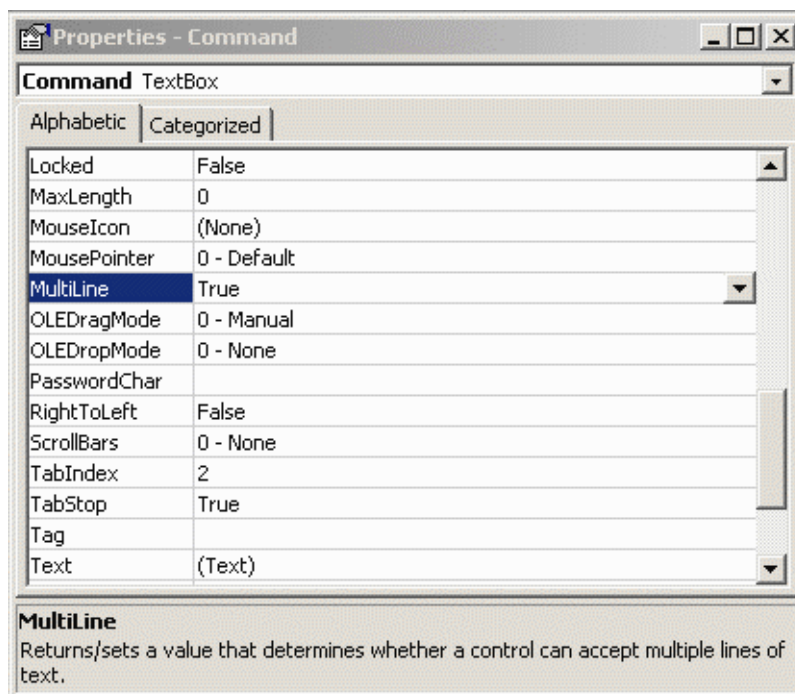 Properties - Command
Command TextBox
Alphabetic Categorized
Locked False
MaxLength 0
MouseIcon (None)
MousePointer 0 - Default
MultiLine True
OLEDragMode 0 - Manual
OLEDropMode 0 - None
PasswordChar
RightToLeft False
ScrollBars 0 - None
TabIndex 2
TabStop True
Tag
Text (Text)
MultiLine
Returns/sets a value that determines whether a control can accept multiple lines of
text.